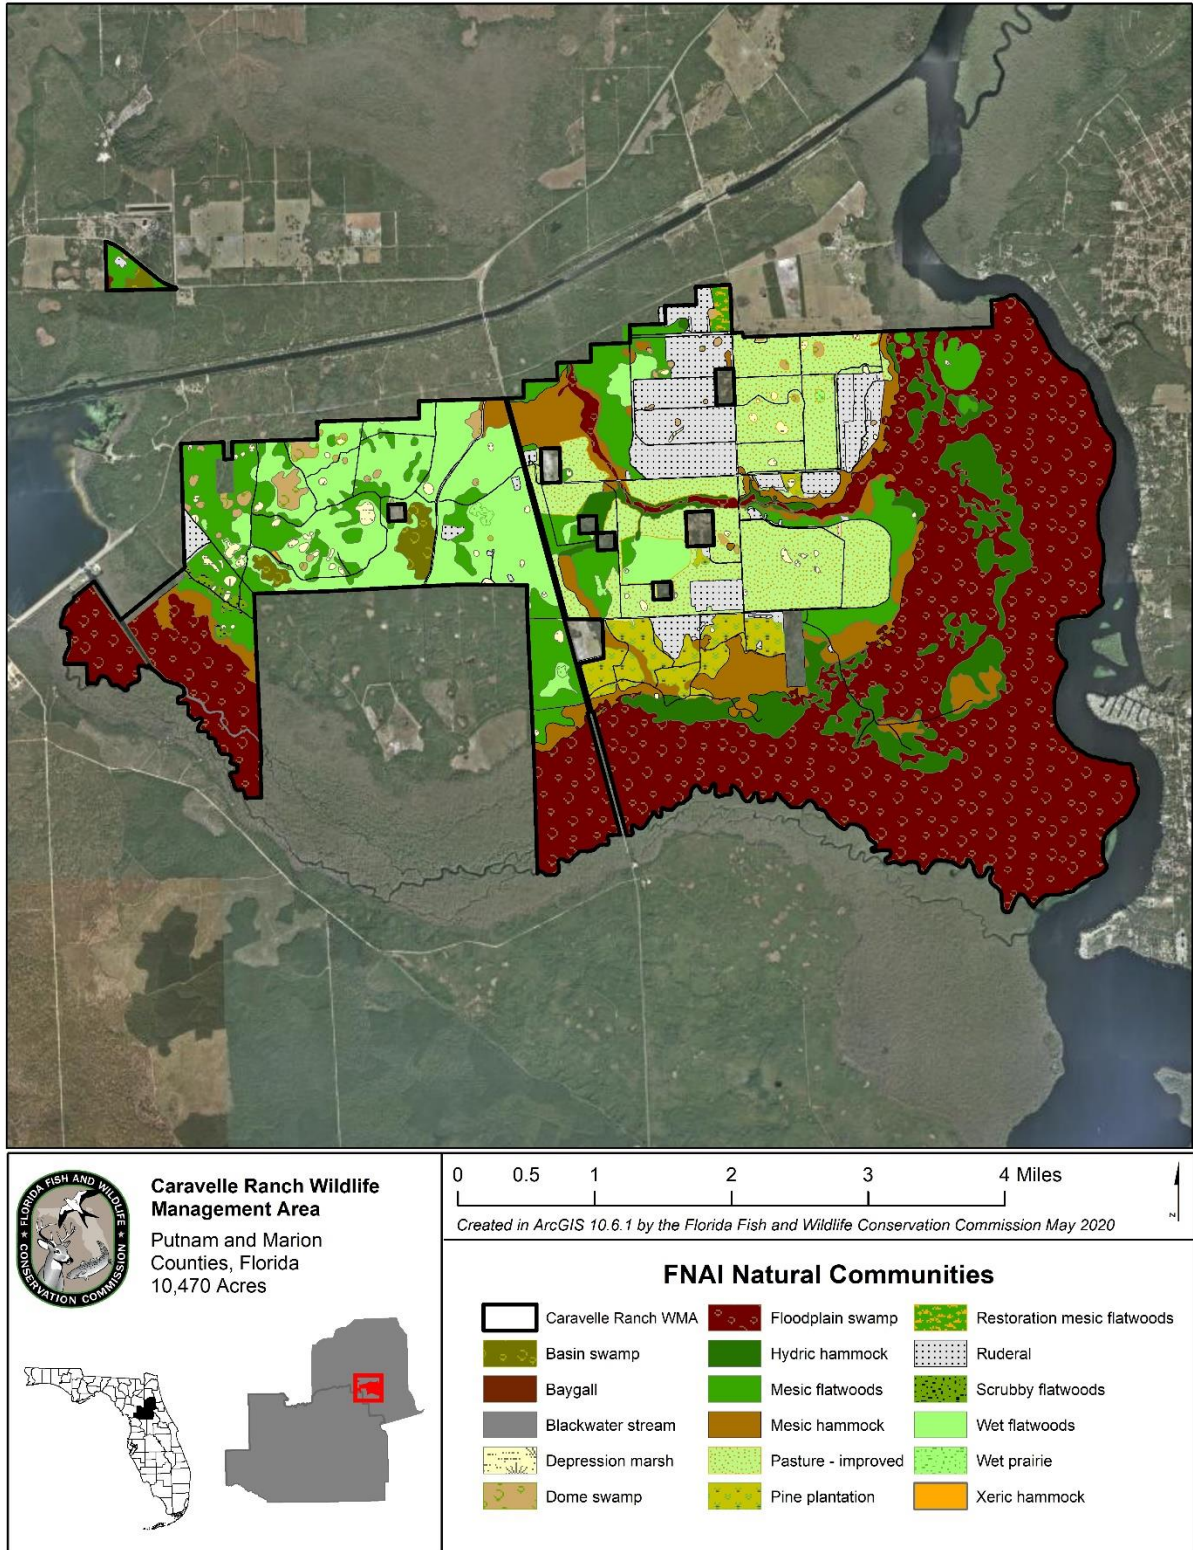 FLORIDA FISH AND WILDLIFE
CONSERVATION COMMISSION
Caravelle Ranch Wildlife
Management Area
Putnam and Marion
Counties, Florida
10,470 Acres
0 0.5 1 2 3 4 Miles
Created in ArcGIS 10.6.1 by the Florida Fish and Wildlife Conservation Commission May 2020
N
FNAI Natural Communities
Caravelle Ranch WMA
Basin swamp
Baygall
Blackwater stream
Depression marsh
Dome swamp
Floodplain swamp
Hydric hammock
Mesic flatwoods
Mesic hammock
Pasture - improved
Pine plantation
Restoration mesic flatwoods
Ruderal
Scrubby flatwoods
Wet flatwoods
Wet prairie
Xeric hammock